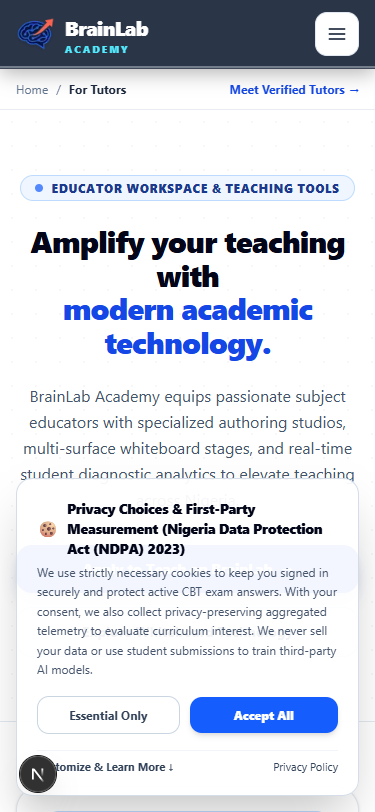 BrainLab
ACADEMY
Home / For Tutors
Meet Verified Tutors →
EDUCATOR WORKSPACE & TEACHING TOOLS
Amplify your teaching
with
modern academic
technology.
BrainLab Academy equips passionate subject
educators with specialized authoring studios,
multi-surface whiteboard stages, and real-time
student diagnostic analytics to elevate teaching
Privacy Choices & First-Party
Measurement (Nigeria Data Protection
Act (NDPA) 2023)
We use strictly necessary cookies to keep you signed in
securely and protect active CBT exam answers. With your
consent, we also collect privacy-preserving aggregated
telemetry to evaluate curriculum interest. We never sell
your data or use student submissions to train third-party
AI models.
Essential Only
Accept All
tomize & Learn More ↓
Privacy Policy
N